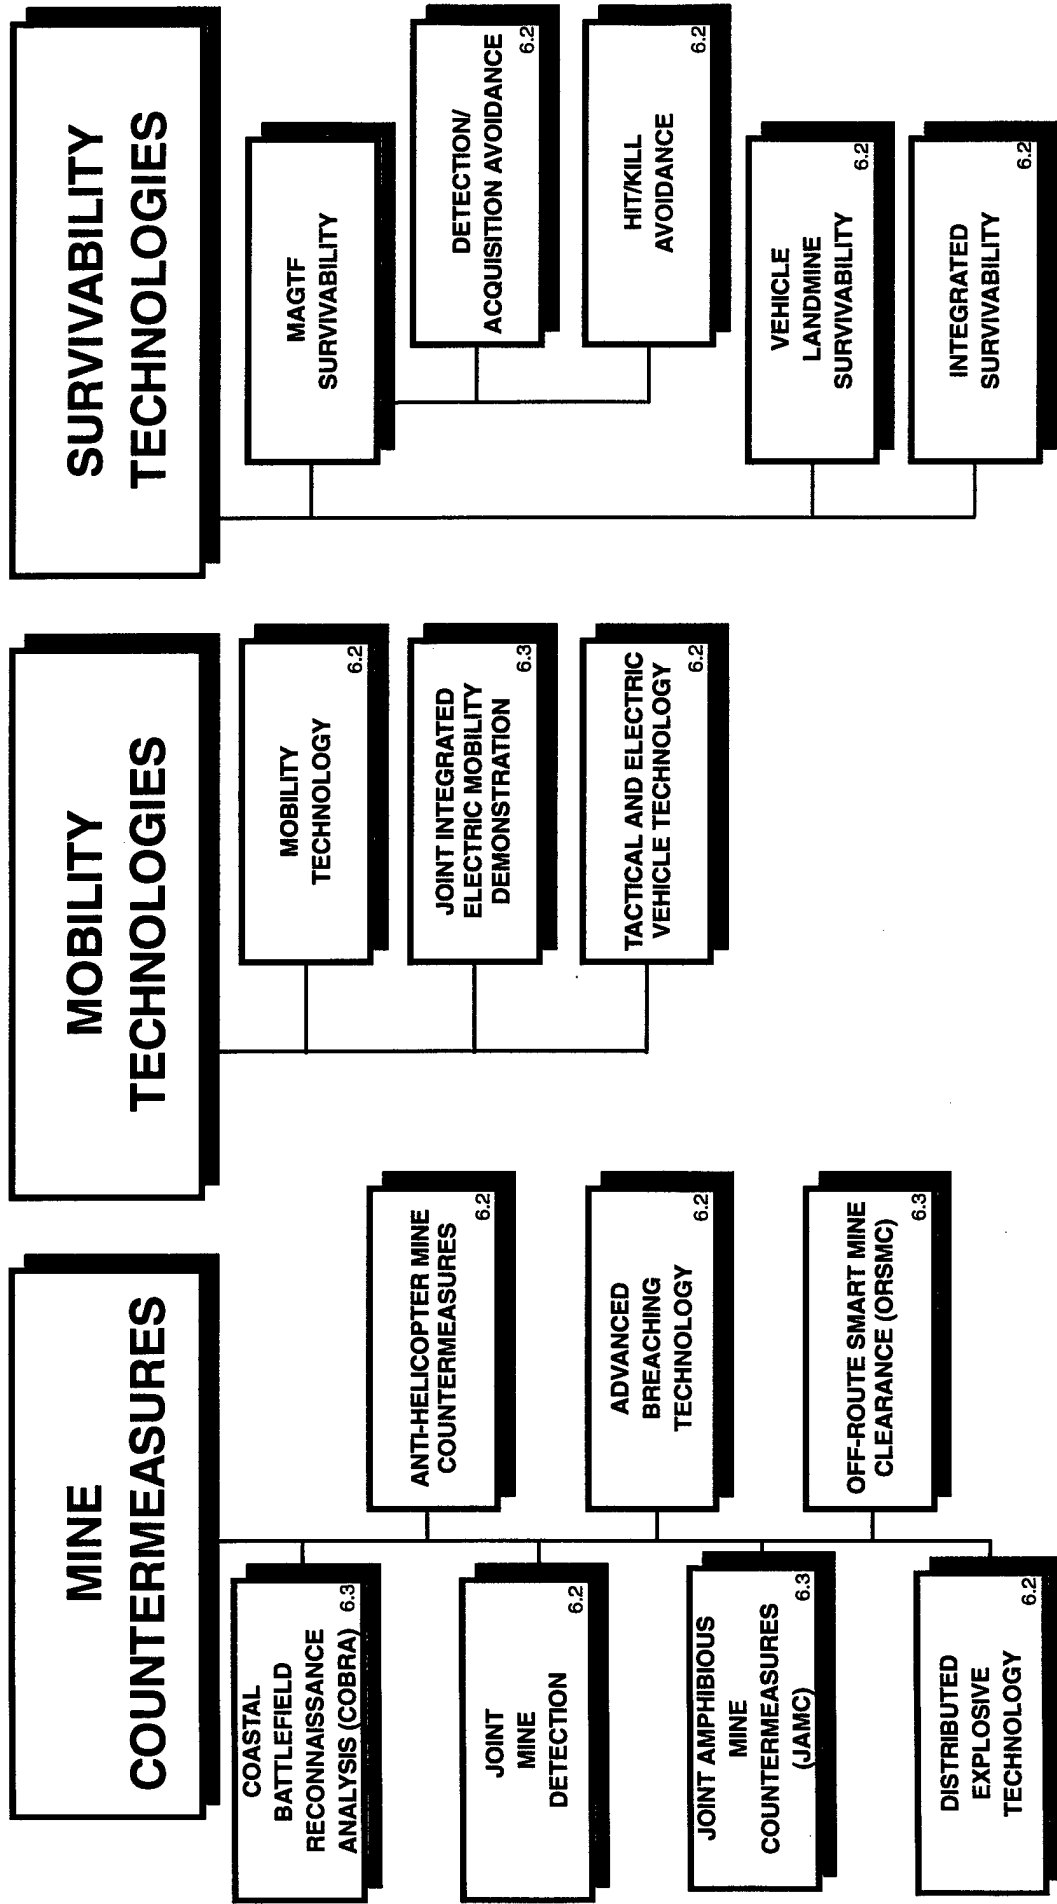 MINE
COUNTERMEASURES
COASTAL
BATTLEFIELD
RECONNAISSANCE
ANALYSIS (COBRA)
6.3
ANTI-HELICOPTER MINE
COUNTERMEASURES
6.2
JOINT
MINE
DETECTION
6.2
ADVANCED
BREACHING
TECHNOLOGY
6.2
JOINT AMPHIBIOUS
MINE
COUNTERMEASURES
(JAMC)
6.3
OFF-ROUTE SMART MINE
CLEARANCE (ORSMC)
6.3
DISTRIBUTED
EXPLOSIVE
TECHNOLOGY
6.2
MOBILITY
TECHNOLOGIES
MOBILITY
TECHNOLOGY
6.2
JOINT INTEGRATED
ELECTRIC MOBILITY
DEMONSTRATION
6.3
TACTICAL AND ELECTRIC
VEHICLE TECHNOLOGY
6.2
SURVIVABILITY
TECHNOLOGIES
MAGTF
SURVIVABILITY
DETECTION/
ACQUISITION AVOIDANCE
6.2
HIT/KILL
AVOIDANCE
6.2
VEHICLE
LANDMINE
SURVIVABILITY
6.2
INTEGRATED
SURVIVABILITY
6.2